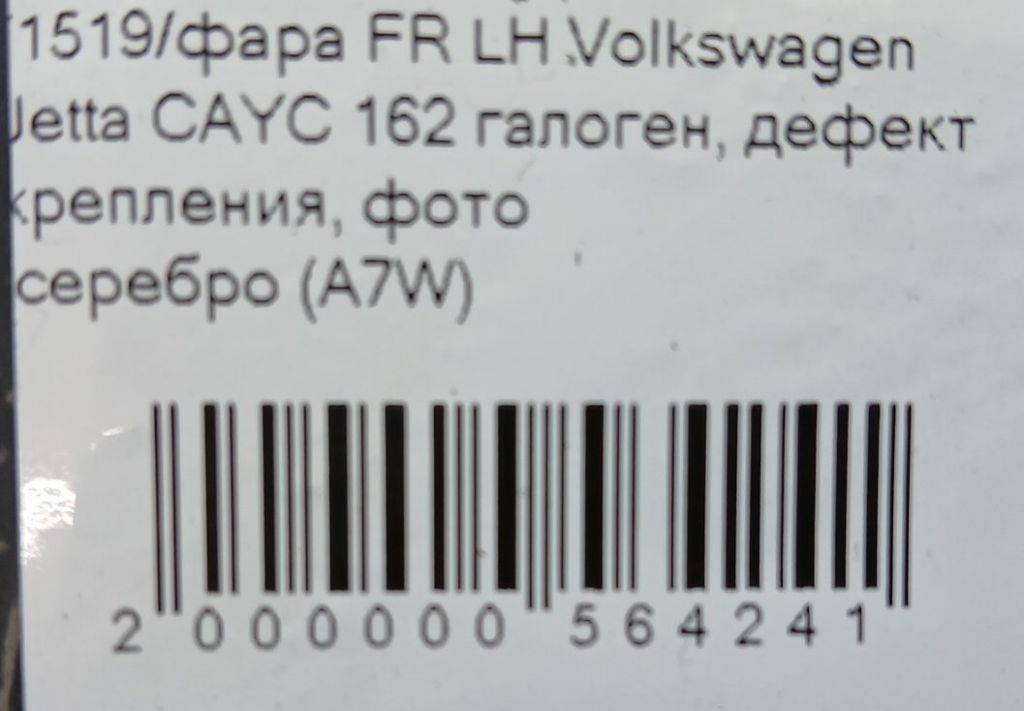 1519/фара FR LH Volkswagen
Jetta CAYC 162 галоген, дефект
крепления, фото
серебро (A7W)
2 000000 564241